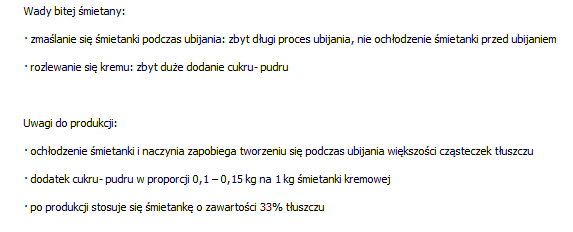 Wady bitej śmietany:
· zmaślanie się śmietanki podczas ubijania: zbyt długi proces ubijania, nie ochłodzenie śmietanki przed ubijaniem
· rozlewanie się kremu: zbyt duże dodanie cukru- pudru
Uwagi do produkcji:
· ochłodzenie śmietanki i naczynia zapobiega tworzeniu się podczas ubijania większości cząsteczek tłuszczu
· dodatek cukru- pudru w proporcji 0,1 – 0,15 kg na 1 kg śmietanki kremowej
· po produkcji stosuje się śmietankę o zawartości 33% tłuszczu